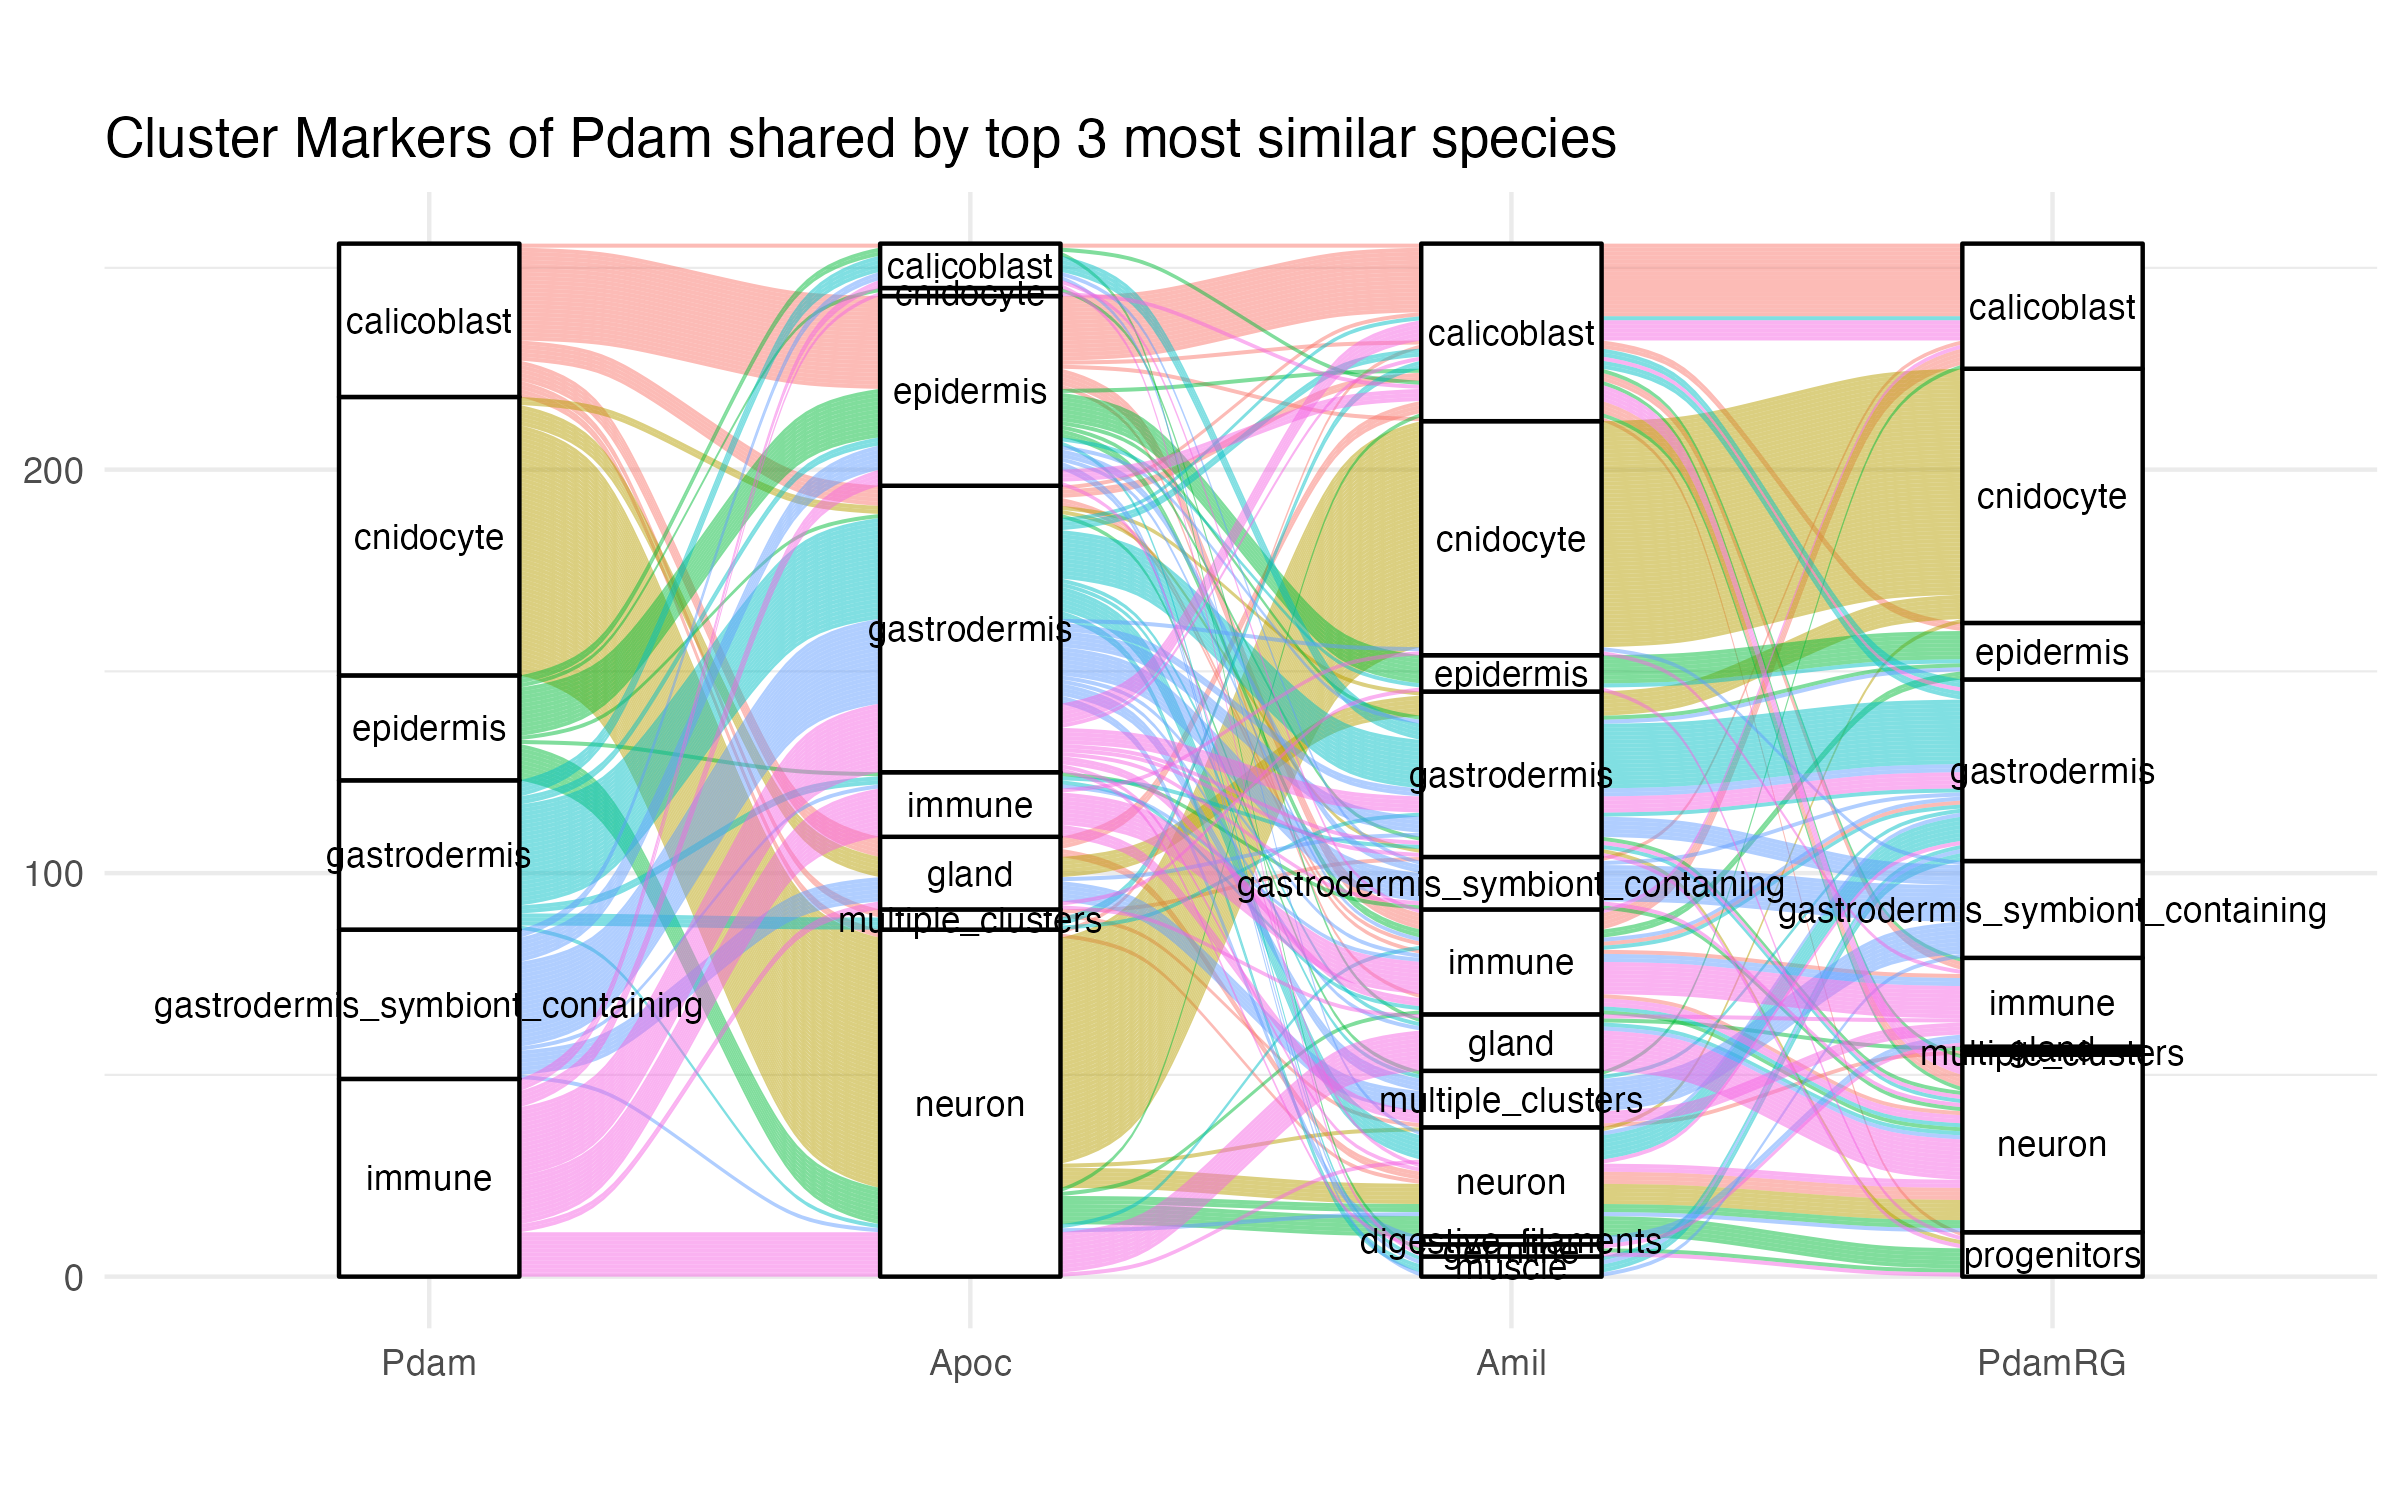 Cluster Markers of Pdam shared by top 3 most similar species
200
100
0
calicoblast
cnidocyte
epidermis
gastrodermis
gastrodermis_symbiont_containing
immune
calicoblast
cnidocyte
epidermis
gastrodermis
immune
gland
multiple_clusters
neuron
calicoblast
cnidocyte
epidermis
gastrodermis
gastrodermis_symbiont_containing
immune
gland
multiple_clusters
neuron
digestive_filaments
muscle
calicoblast
cnidocyte
epidermis
gastrodermis
gastrodermis_symbiont_containing
immune
gland
multiple_clusters
neuron
progenitors
Pdam
Apoc
Amil
PdamRG